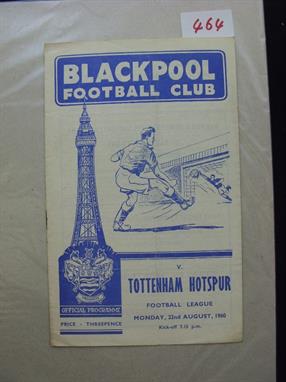 464
BLACKPOOL
FOOTBALL CLUB
V.
TOTTENHAM HOTSPUR
FOOTBALL LEAGUE
MONDAY, 22nd AUGUST, 1960
Kick-off 7.15 p.m.
OFFICIAL PROGRAMME
PRICE - THREEPENCE